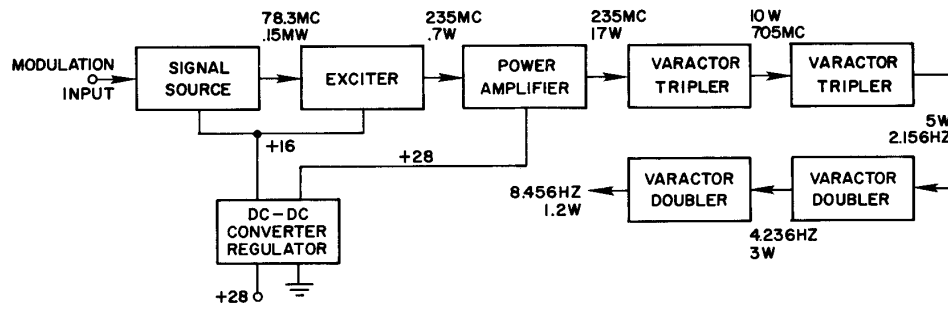 78.3MC
.15MW
235MC
.7W
235MC
17W
10W
705MC
MODULATION
INPUT
SIGNAL
SOURCE
EXCITER
POWER
AMPLIFIER
VARACTOR
TRIPLER
VARACTOR
TRIPLER
+16
+28
5W
2.156HZ
8.456HZ
1.2W
VARACTOR
DOUBLER
VARACTOR
DOUBLER
4.236HZ
3W
DC-DC
CONVERTER
REGULATOR
+28